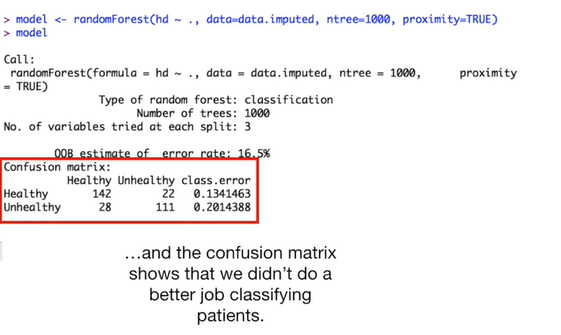 > model <- randomForest(hd ~ ., data=data.imputed, ntree=1000, proximity=TRUE)
> model
Call:
randomForest(formula = hd ~ ., data = data.imputed, ntree = 1000, proximity
= TRUE)
Type of random forest: classification
Number of trees: 1000
No. of variables tried at each split: 3
OOB estimate of error rate: 16.5%
Confusion matrix:
Healthy Unhealthy class.error
Healthy 142 22 0.1341463
Unhealthy 28 111 0.2014388
…and the confusion matrix
shows that we didn't do a
better job classifying
patients.